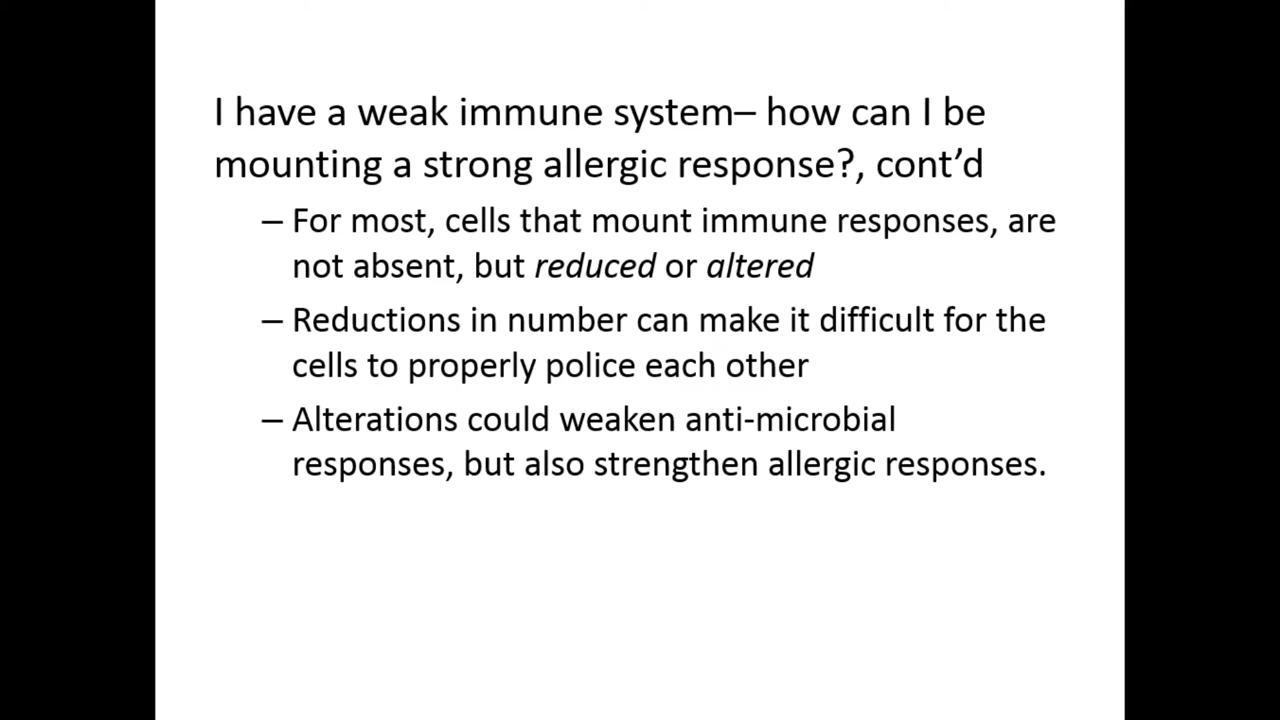 I have a weak immune system– how can I be
mounting a strong allergic response?, cont’d
– For most, cells that mount immune responses, are
not absent, but reduced or altered
– Reductions in number can make it difficult for the
cells to properly police each other
– Alterations could weaken anti-microbial
responses, but also strengthen allergic responses.